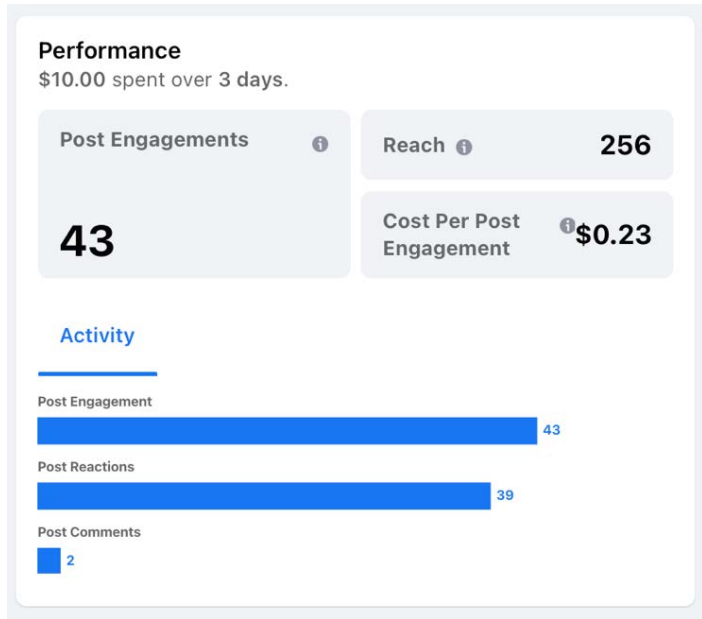 Performance
$10.00 spent over 3 days.
Post Engagements
43
Reach
256
Cost Per Post
Engagement
$0.23
Activity
Post Engagement
43
Post Reactions
39
Post Comments
2